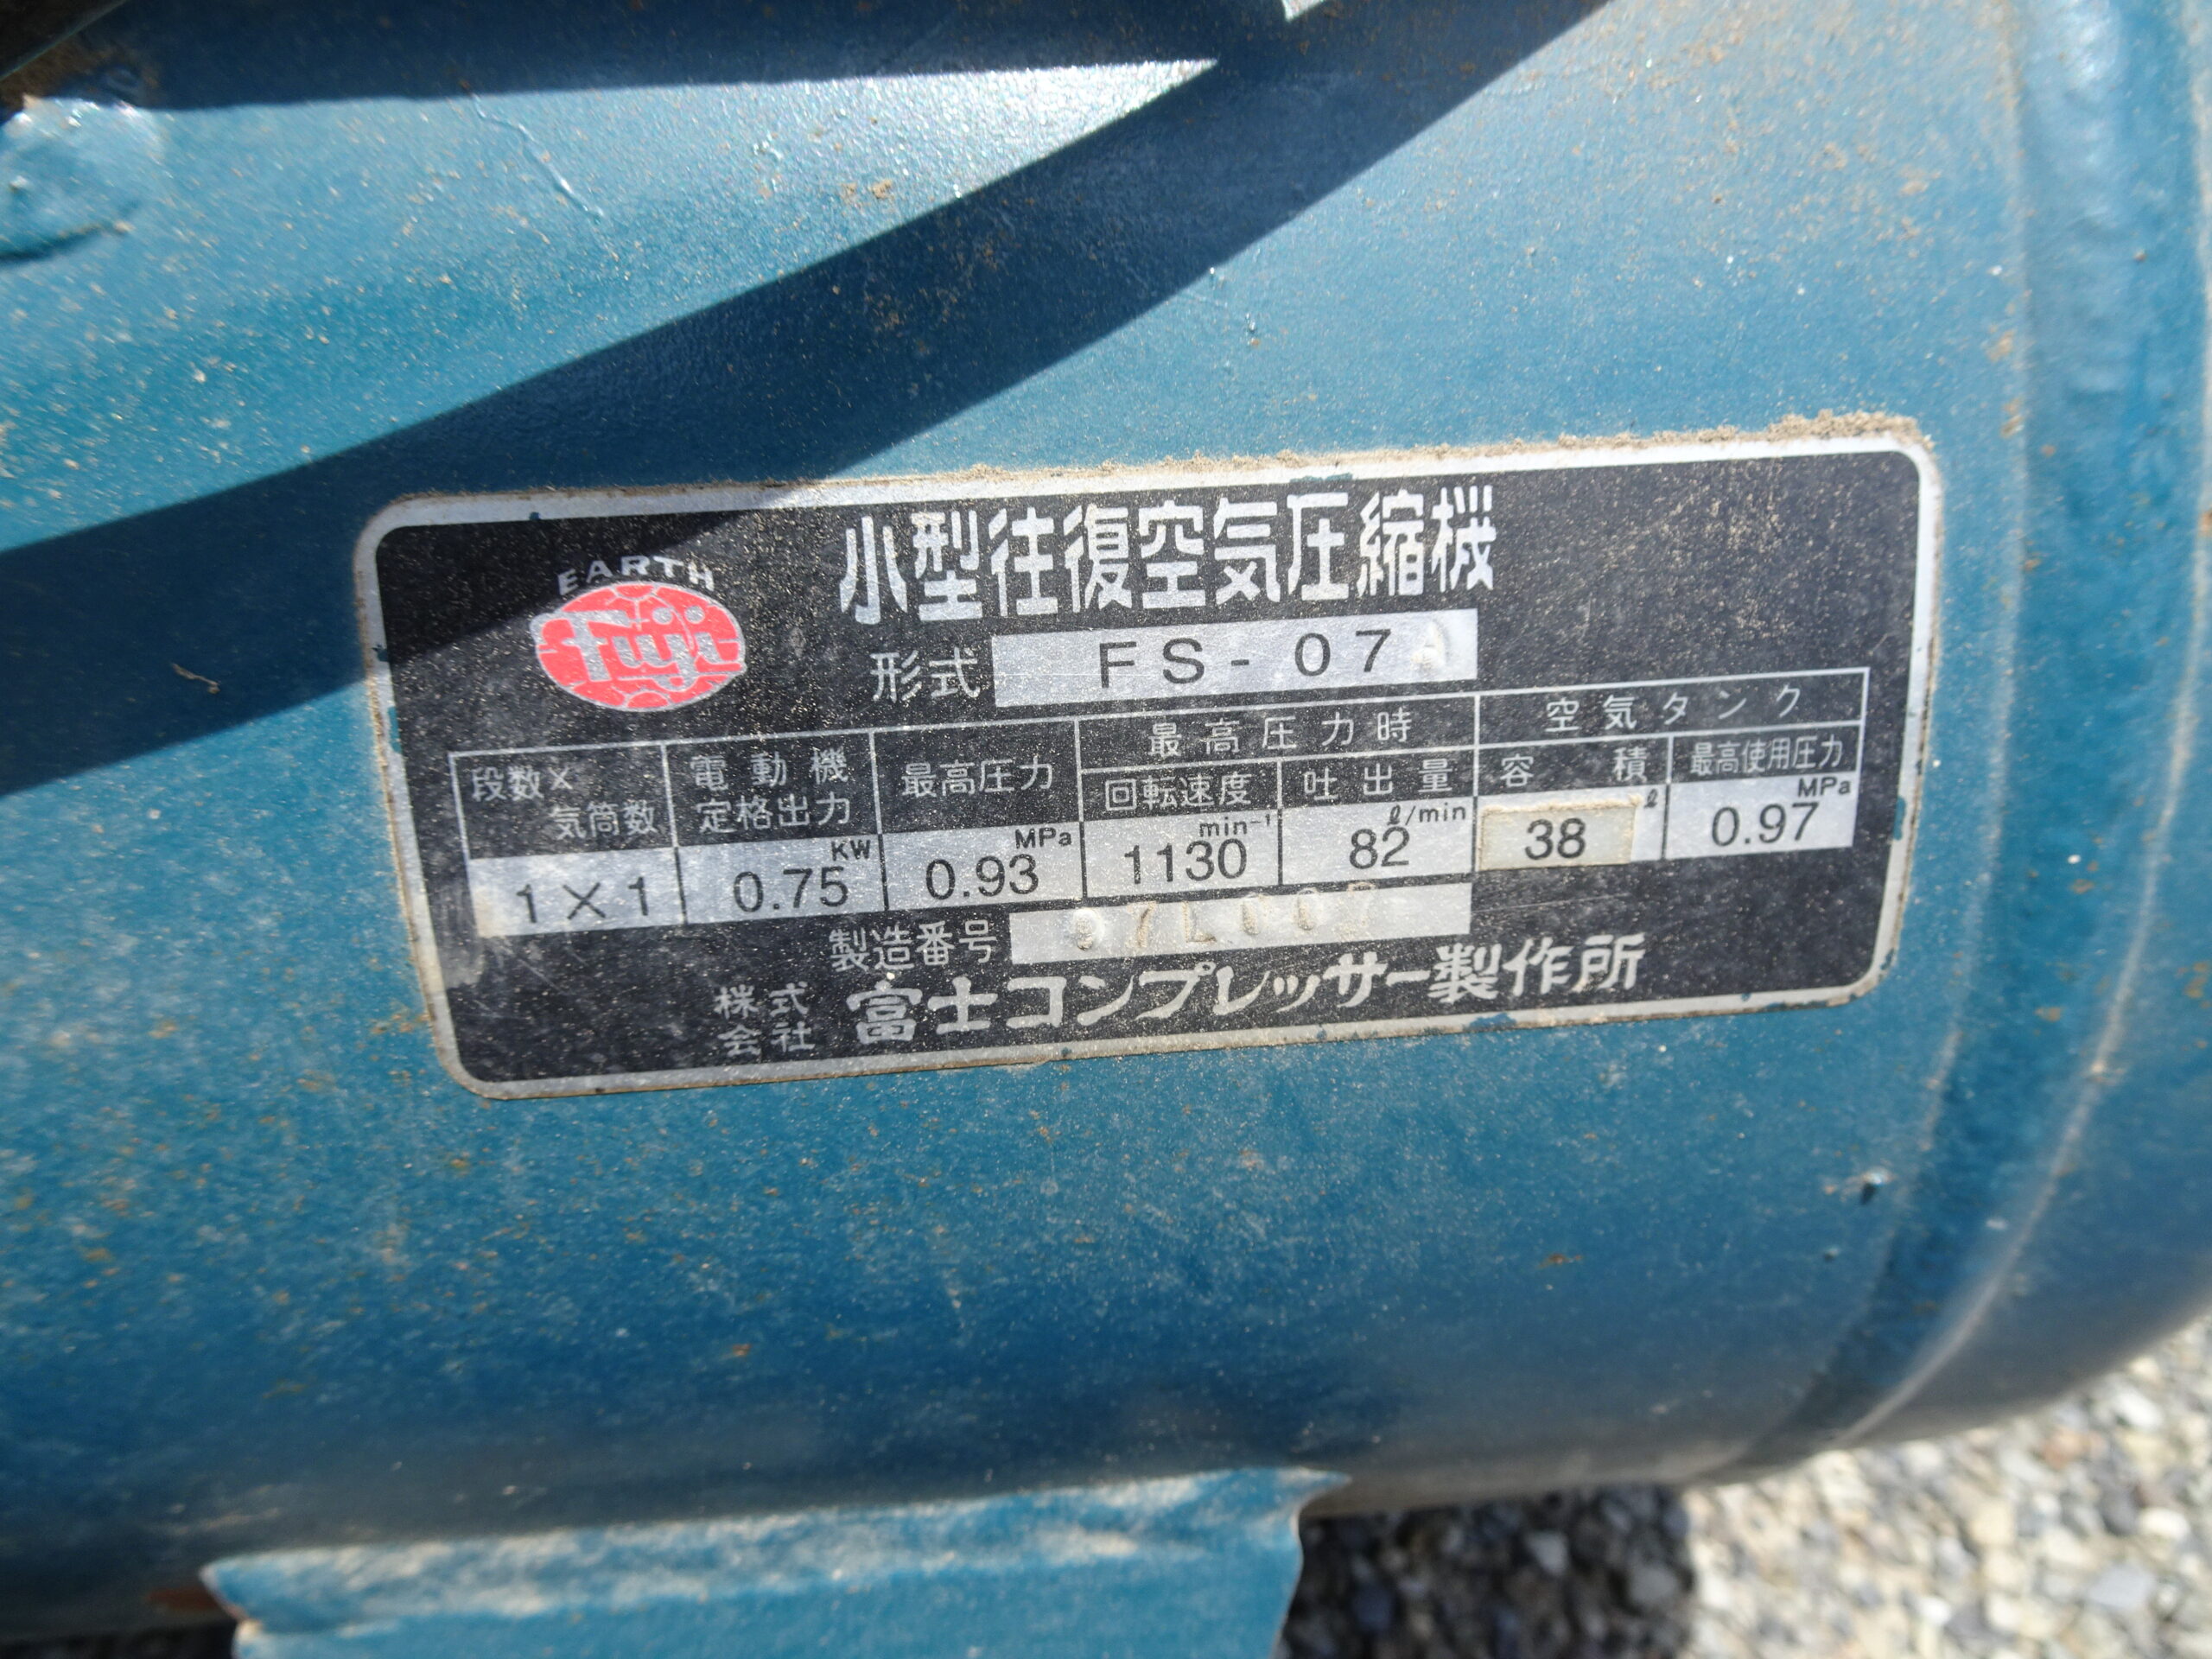 小型往復空気圧縮機
EARTH
fuji
形式 FS-07A
段数×気筒数
電動機定格出力
最高圧力
最高圧力時
回転速度
吐出量
空気タンク
容積
最高使用圧力
1×1
KW
0.75
MPa
0.93
min⁻¹
1130
ℓ/min
82
ℓ
38
MPa
0.97
製造番号
株式会社 富士コンプレッサー製作所